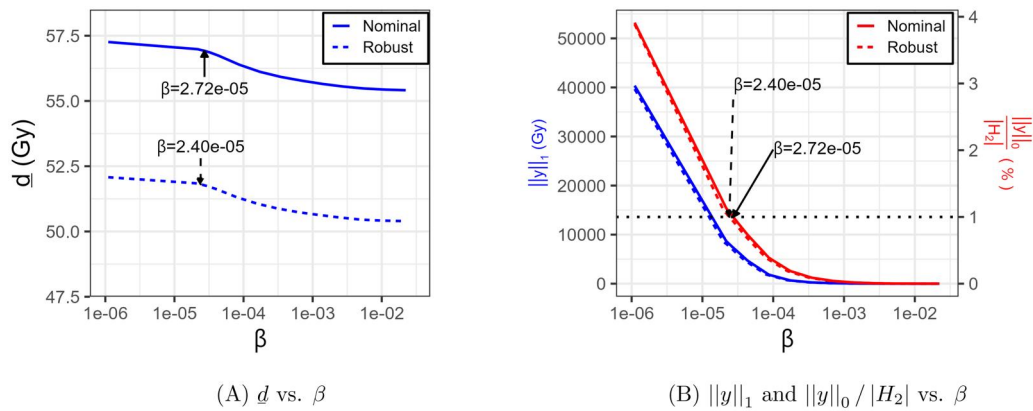 57.5
55.0
52.5
50.0
47.5
d (Gy)
Nominal
Robust
β=2.72e-05
β=2.40e-05
1e-06 1e-05 1e-04 1e-03 1e-02
β
(A) d vs. β
50000
40000
30000
20000
10000
0
||y||₁ (Gy)
Nominal
Robust
β=2.40e-05
β=2.72e-05
4
3
2
1
0
||y||₀ / |H₂| (%)
1e-06 1e-05 1e-04 1e-03 1e-02
β
(B) ||y||₁ and ||y||₀ / |H₂| vs. β